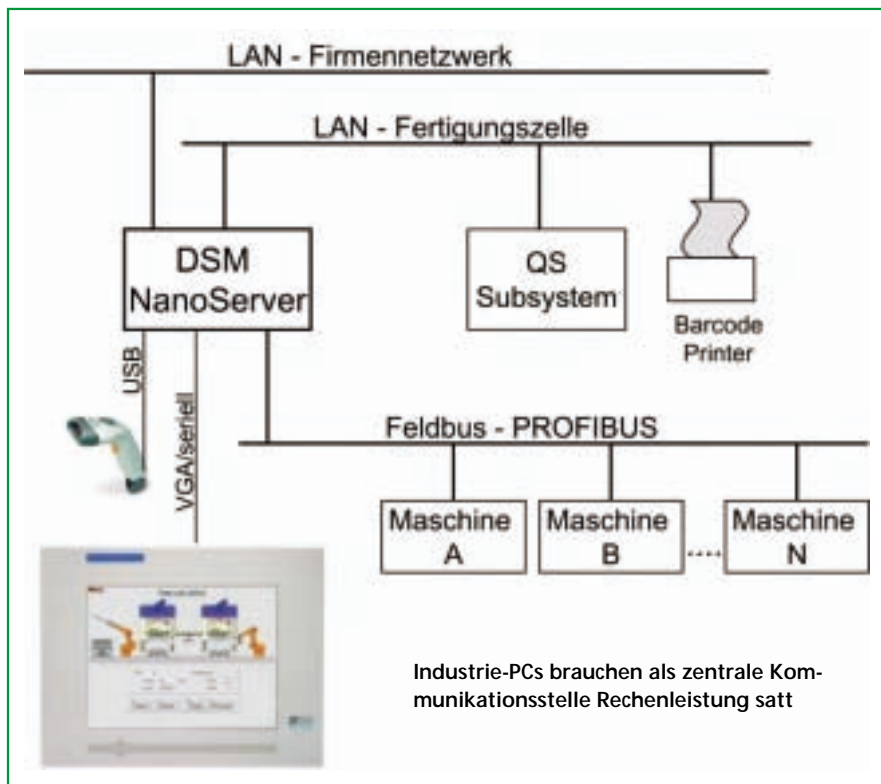 LAN - Firmennetzwerk
LAN - Fertigungszelle
DSM
NanoServer
QS
Subsystem
Barcode
Printer
USB
VGA/seriell
Feldbus - PROFIBUS
Maschine
A
Maschine
B
Maschine
N
Industrie-PCs brauchen als zentrale Kom-
munikationsstelle Rechenleistung satt